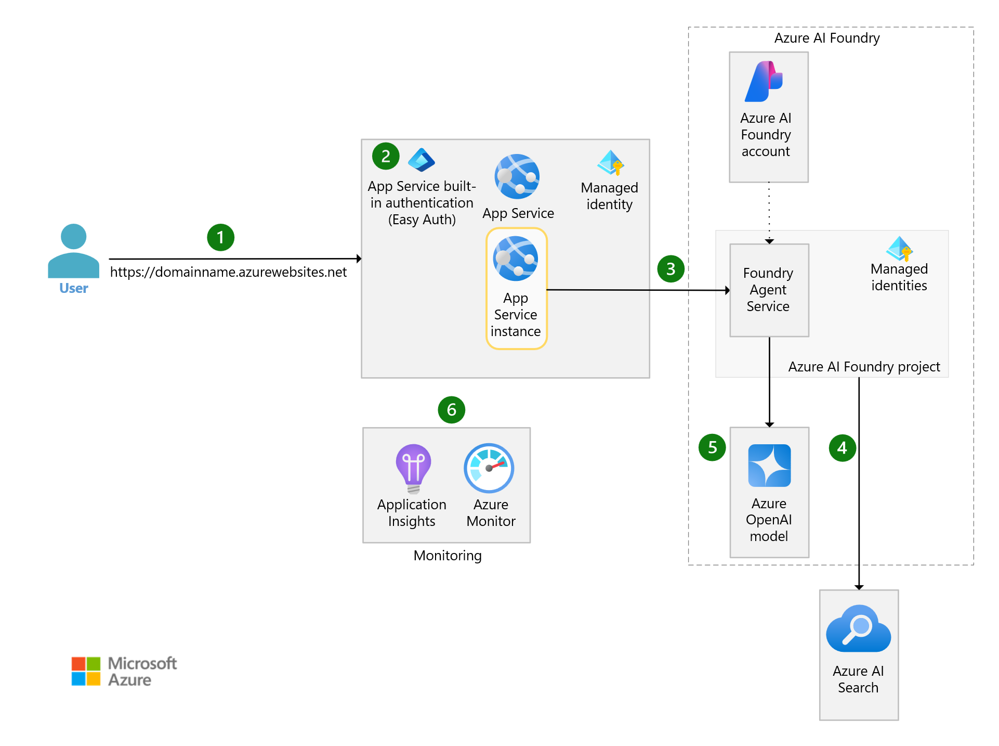 Azure AI Foundry
Azure AI
Foundry
account
2
App Service built-
in authentication
(Easy Auth)
App Service
Managed
identity
1
https://domainname.azurewebsites.net
User
App
Service
instance
3
Foundry
Agent
Service
Managed
identities
Azure AI Foundry project
6
Application
Insights
Azure
Monitor
Monitoring
5
Azure
OpenAI
model
4
Azure AI
Search
Microsoft
Azure